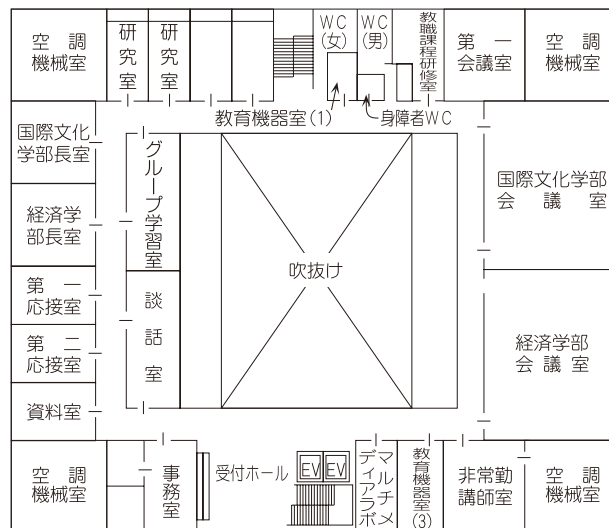 空調
機械室
研究室
研究室
WC
(女)
WC
(男)
教職課程研修室
第一
会議室
空調
機械室
教育機器室(1)
身障者WC
国際文化
学部長室
グループ学習室
国際文化学部
会議室
経済学
部長室
吹抜け
第一
応接室
談話室
第二
応接室
経済学部
会議室
資料室
空調
機械室
事務室
受付ホール
EV
EV
マルチメ
ディアラボ
教育機器室(3)
非常勤
講師室
空調
機械室